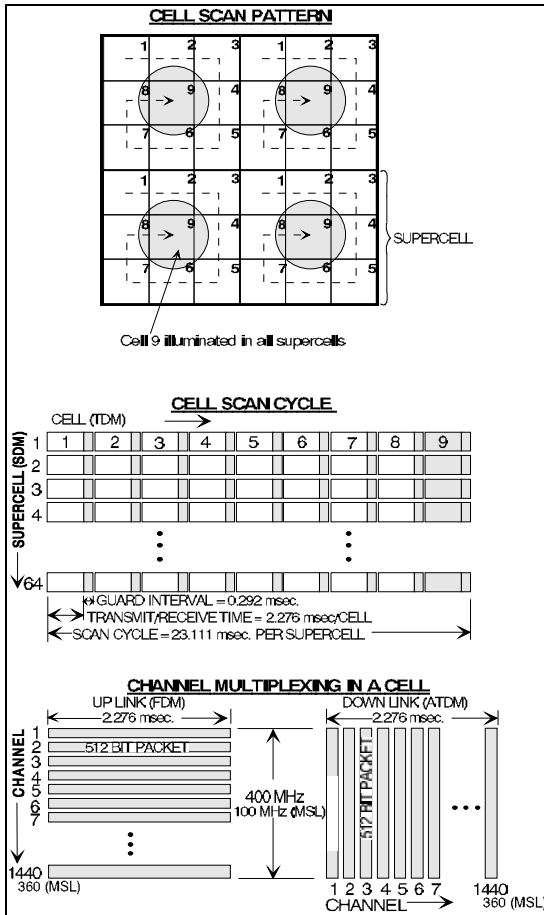 CELL SCAN PATTERN
1 2 3 1 2 3
8 9 4 8 9 4
7 6 5 7 6 5
1 2 3 1 2 3
8 9 4 8 9 4
7 6 5 7 6 5
SUPERCELL
Cell 9 illuminated in all supercells
CELL SCAN CYCLE
CELL (TDM)
SUPERCELL (SDM)
1 1 2 3 4 5 6 7 8 9
2
3
4
64
GUARD INTERVAL = 0.292 msec.
TRANSMIT/RECEIVE TIME = 2.276 msec/CELL
SCAN CYCLE = 23.111 msec. PER SUPERCELL
CHANNEL MULTIPLEXING IN A CELL
UP LINK (FDM)
2.276 msec.
CHANNEL
1
2 512 BIT PACKET
3
4
5
6
7
1440
360 (MSL)
400 MHz
100 MHz (MSL)
DOWN LINK (ATDM)
2.276 msec.
512 BIT PACKET
1 2 3 4 5 6 7 1440
CHANNEL 360 (MSL)